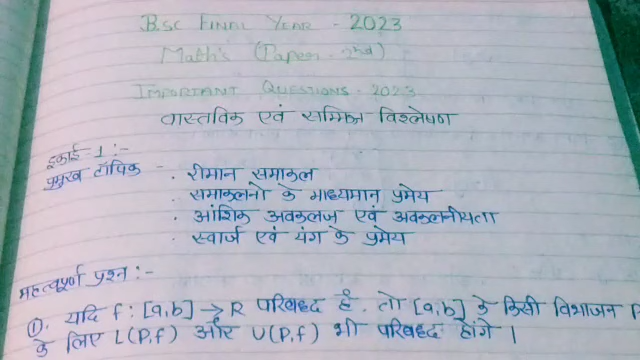 B.SC FINAL YEAR - 2023
Math's (Paper - 2nd)
IMPORTANT QUESTIONS - 2023
वास्तविक एवं सम्मिश्र विश्लेषण
इकाई - 1 :-
प्रमुख टॉपिक - . रीमान समाकल
. समाकलनो के माध्यमान प्रमेय
. आंशिक अवकलज एवं अवकलनीयता
. स्वार्ज एवं यंग के प्रमेय
महत्वपूर्ण प्रश्न :-
①. यदि f : [a,b] → R परिबद्ध है, तो [a,b] के किसी विभाजन P
के लिए L(P,f) और U(P,f) भी परिबद्ध होंगे ।